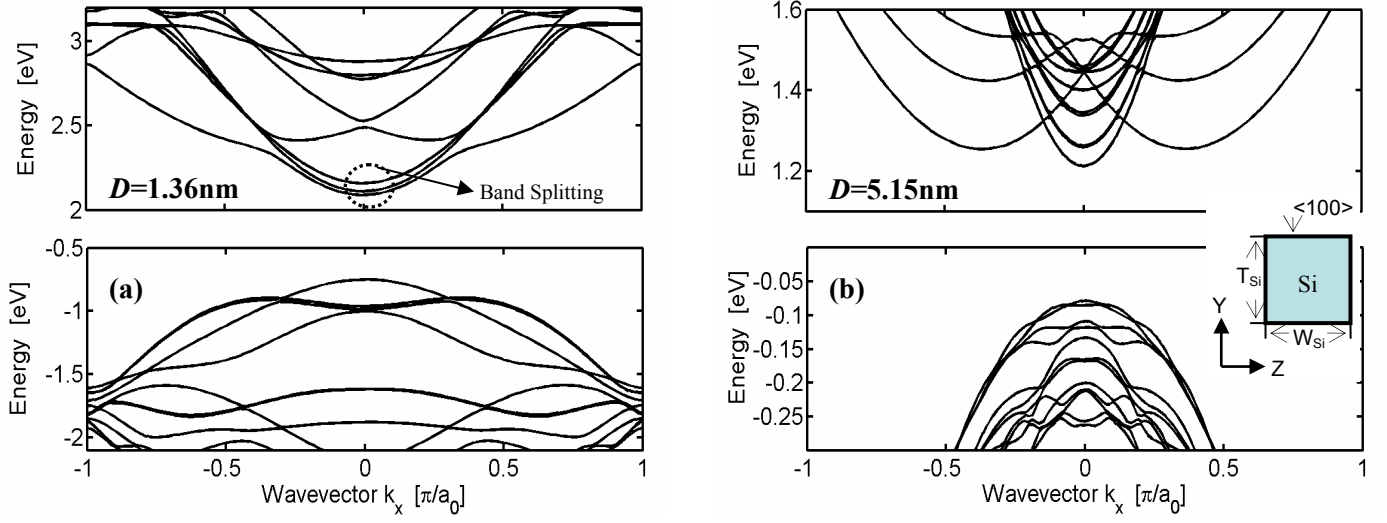 Energy [eV]
3
2.5
2
D=1.36nm
Band Splitting
Energy [eV]
-0.5
-1
-1.5
-2
(a)
-1
-0.5
0
0.5
1
Wavevector k_x [π/a_0]
Energy [eV]
1.6
1.4
1.2
D=5.15nm
Energy [eV]
-0.05
-0.1
-0.15
-0.2
-0.25
(b)
-1
-0.5
0
0.5
1
Wavevector k_x [π/a_0]
<100>
T_Si
Si
W_Si
Y
Z